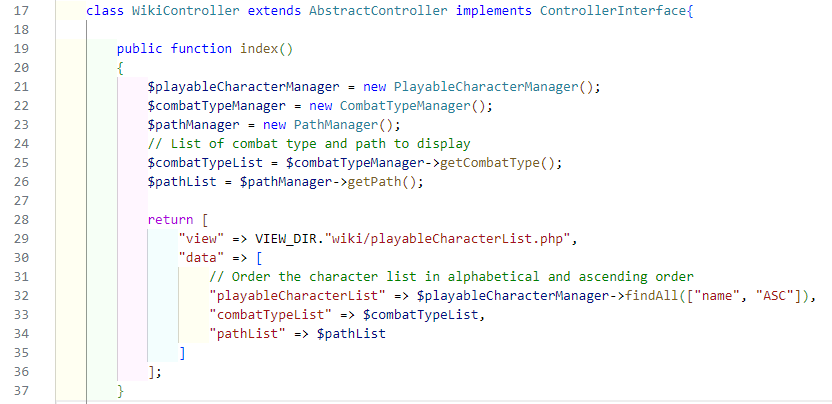 17 class WikiController extends AbstractController implements ControllerInterface{
18
19 public function index()
20 {
21 $playableCharacterManager = new PlayableCharacterManager();
22 $combatTypeManager = new CombatTypeManager();
23 $pathManager = new PathManager();
24 // List of combat type and path to display
25 $combatTypeList = $combatTypeManager->getCombatType();
26 $pathList = $pathManager->getPath();
27
28 return [
29 "view" => VIEW_DIR."wiki/playableCharacterList.php",
30 "data" => [
31 // Order the character list in alphabetical and ascending order
32 "playableCharacterList" => $playableCharacterManager->findAll(["name", "ASC"]),
33 "combatTypeList" => $combatTypeList,
34 "pathList" => $pathList
35 ]
36 ];
37 }